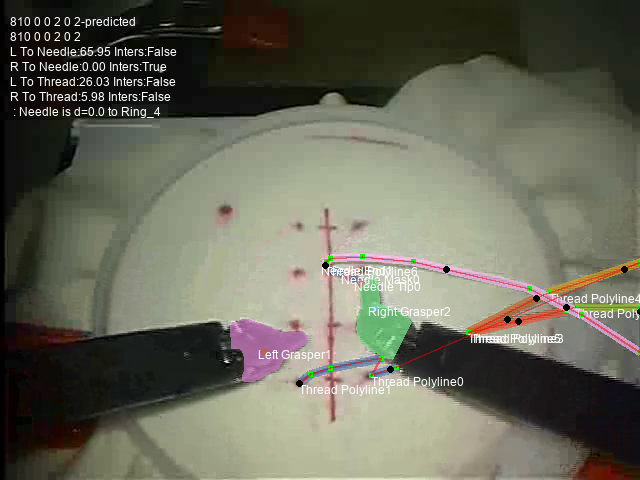 810 0 0 2 0 2-predicted
810 0 0 2 0 2
L To Needle:65.95 Inters:False
R To Needle:0.00 Inters:True
L To Thread:26.03 Inters:False
R To Thread:5.98 Inters:False
: Needle is d=0.0 to Ring_4
Needle Mask0
Needle Tip0
Right Grasper2
Left Grasper1
Thread Polyline4
Thread Polyline0
Thread Polyline1